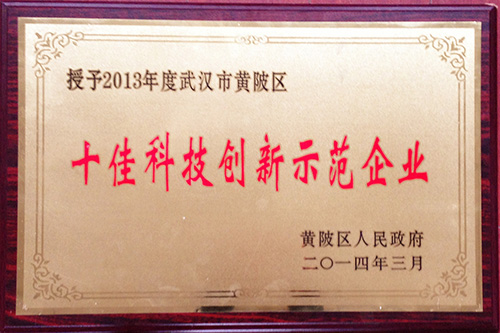 授予2013年度武汉市黄陂区
十佳科技创新示范企业
黄陂区人民政府
二〇一四年三月